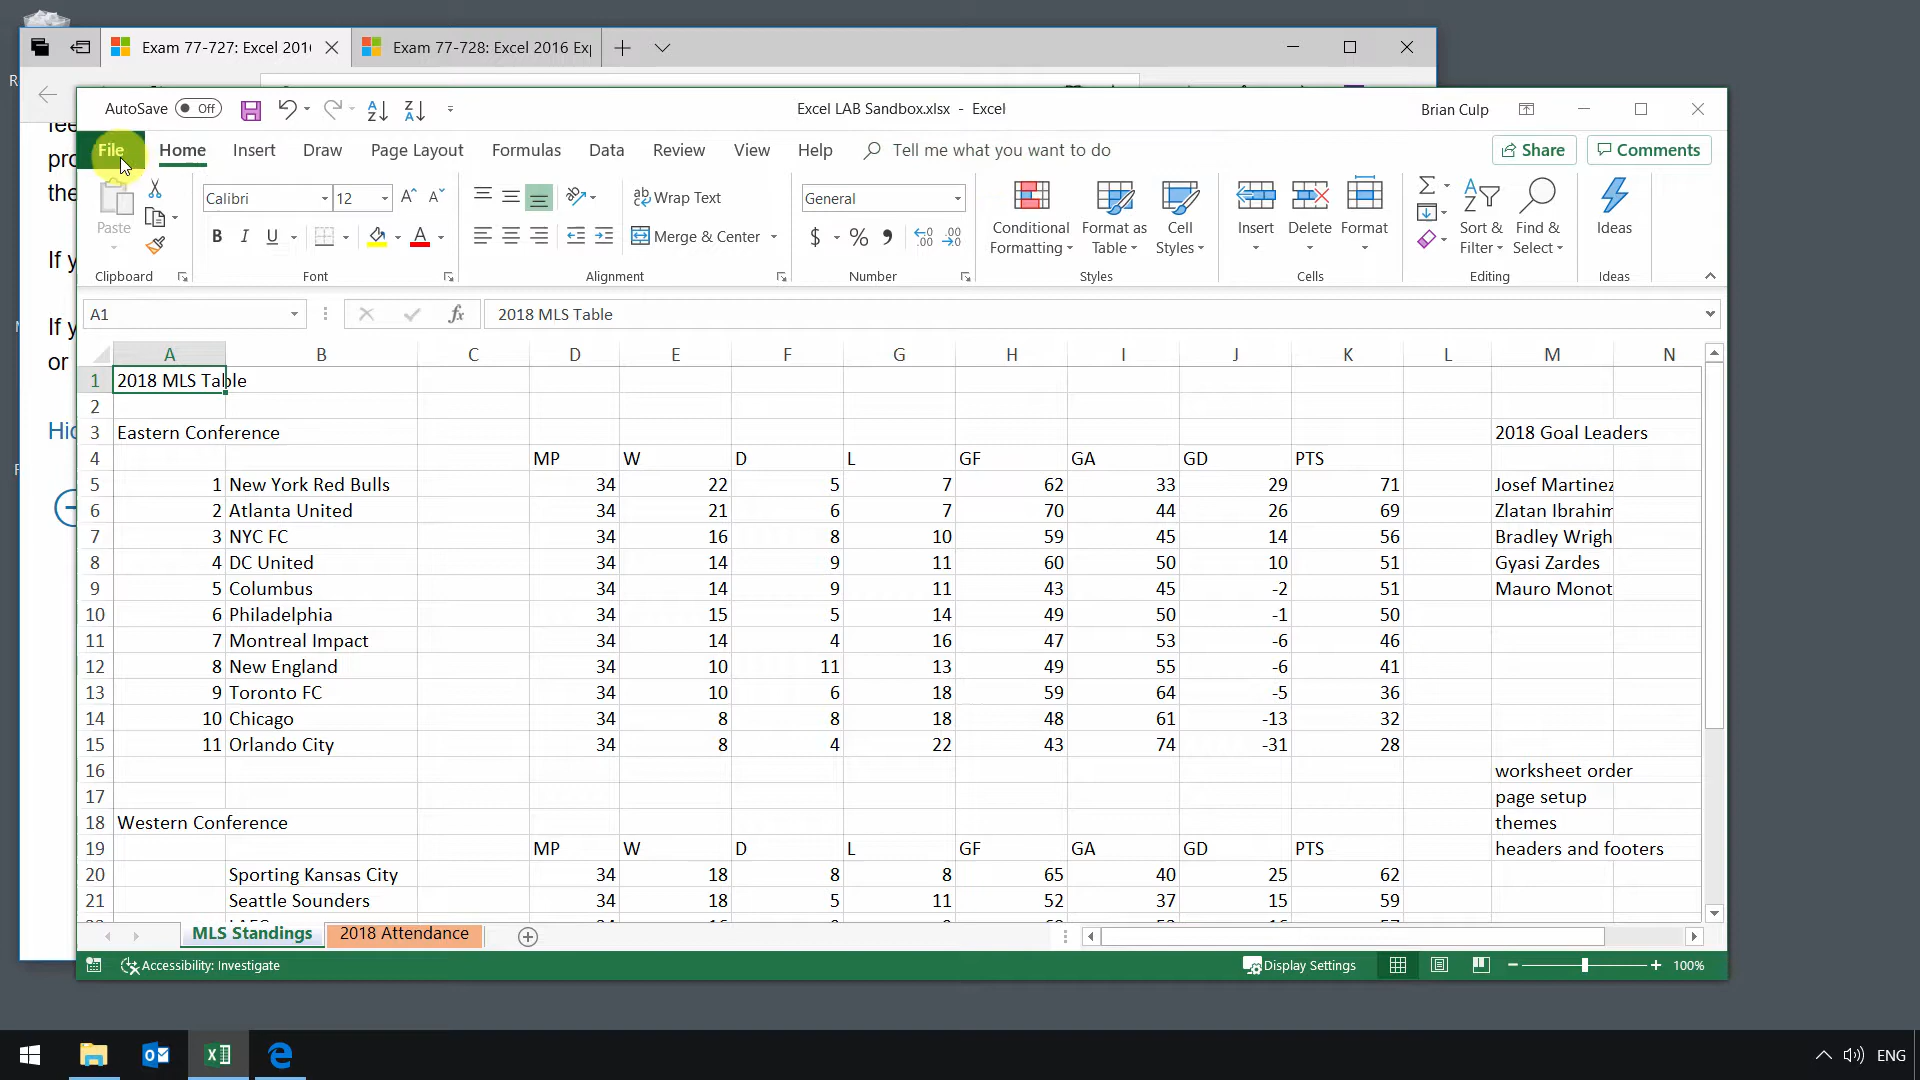 Exam 77-727: Excel 201
Exam 77-728: Excel 2016 Ex
AutoSave Off
Excel LAB Sandbox.xlsx - Excel
Brian Culp
File Home Insert Draw Page Layout Formulas Data Review View Help Tell me what you want to do Share Comments
pro
the
If y
If y
or
Paste
Calibri 12
Wrap Text
Merge & Center
General
Conditional Formatting
Format as Table
Cell Styles
Insert Delete Format
Sort & Filter
Find & Select
Ideas
Clipboard Font Alignment Number Styles Cells Editing Ideas
A1 fx 2018 MLS Table
A B C D E F G H I J K L M N
1 2018 MLS Table
2
3 Eastern Conference 2018 Goal Leaders
4 MP W D L GF GA GD PTS
5 1 New York Red Bulls 34 22 5 7 62 33 29 71 Josef Martinez
6 2 Atlanta United 34 21 6 7 70 44 26 69 Zlatan Ibrahim
7 3 NYC FC 34 16 8 10 59 45 14 56 Bradley Wrigh
8 4 DC United 34 14 9 11 60 50 10 51 Gyasi Zardes
9 5 Columbus 34 14 9 11 43 45 -2 51 Mauro Monot
10 6 Philadelphia 34 15 5 14 49 50 -1 50
11 7 Montreal Impact 34 14 4 16 47 53 -6 46
12 8 New England 34 10 11 13 49 55 -6 41
13 9 Toronto FC 34 10 6 18 59 64 -5 36
14 10 Chicago 34 8 8 18 48 61 -13 32
15 11 Orlando City 34 8 4 22 43 74 -31 28
16 worksheet order
17 page setup
18 Western Conference themes
19 MP W D L GF GA GD PTS headers and footers
20 Sporting Kansas City 34 18 8 8 65 40 25 62
21 Seattle Sounders 34 18 5 11 52 37 15 59
MLS Standings 2018 Attendance
Accessibility: Investigate Display Settings 100%
ENG